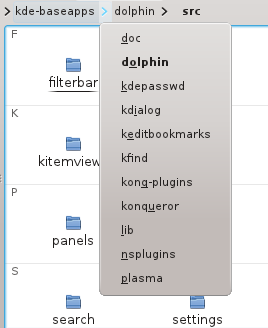 kde-baseapps dolphin src
F
filterbar
K
kitemview
P
panels
S
search settings
doc
dolphin
kdepasswd
kdialog
keditbookmarks
kfind
konq-plugins
konqueror
lib
nsplugins
plasma